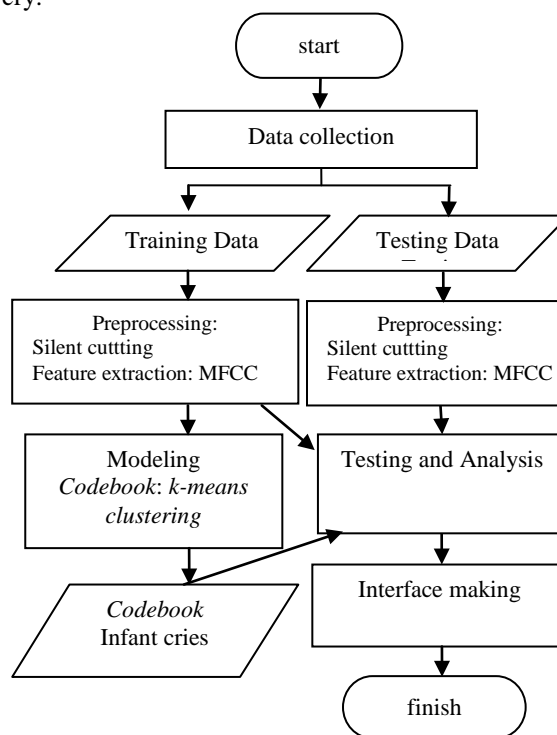 ery.
start
Data collection
Training Data
Testing Data
Preprocessing:
Silent cuttting
Feature extraction: MFCC
Preprocessing:
Silent cuttting
Feature extraction: MFCC
Modeling
Codebook: k-means
clustering
Testing and Analysis
Codebook
Infant cries
Interface making
finish